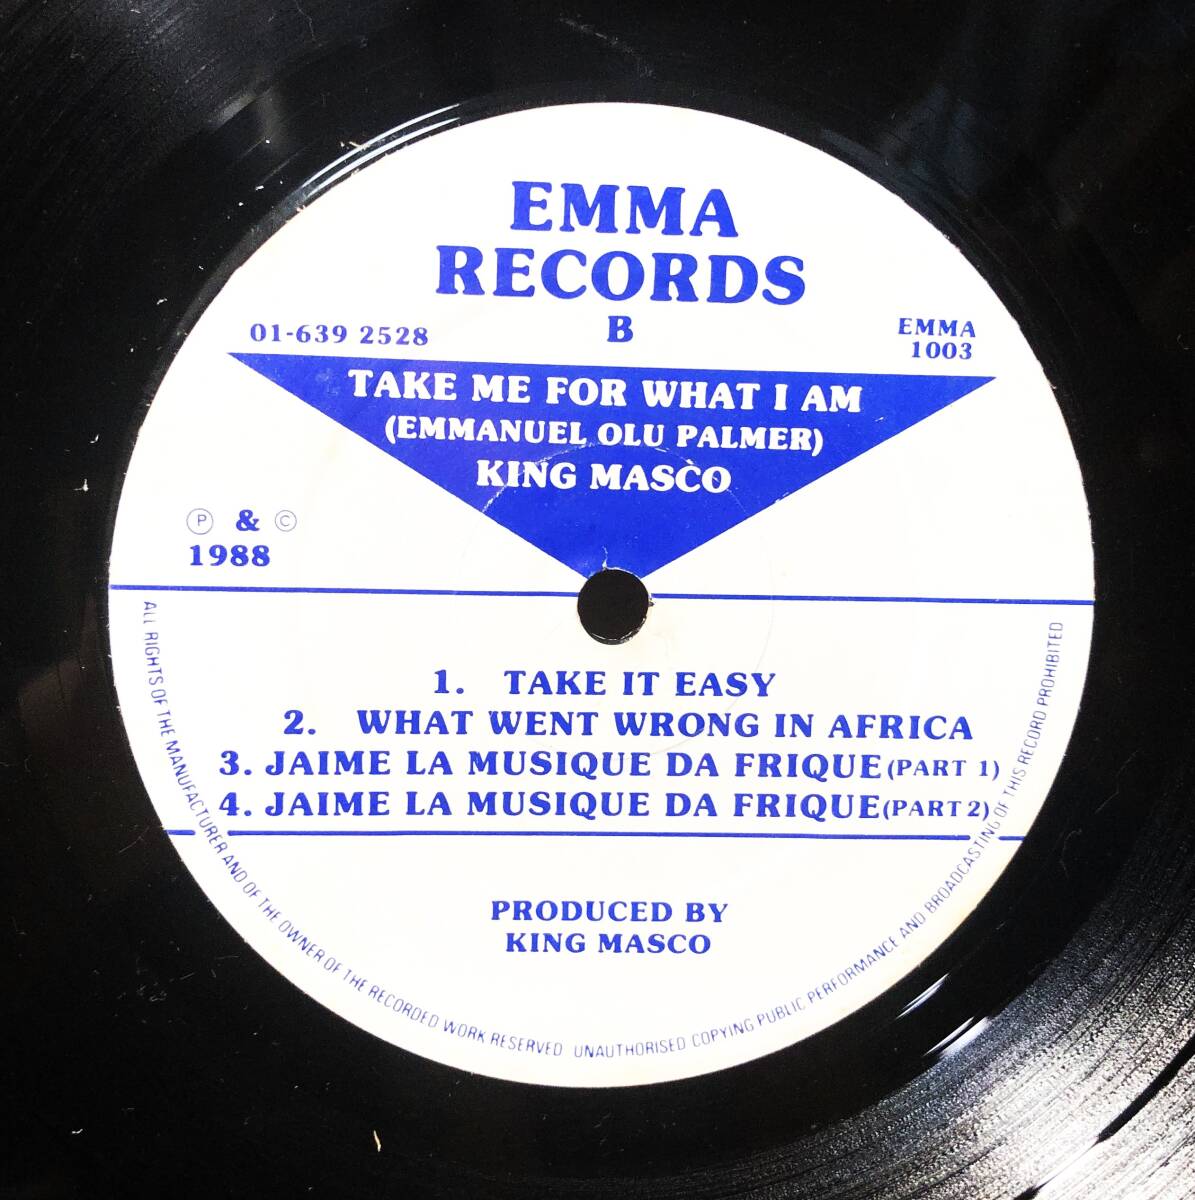 EMMA
RECORDS
B
01-639 2528
EMMA
1003
TAKE ME FOR WHAT I AM
(EMMANUEL OLU PALMER)
KING MASCO
Ⓟ & ©
1988
1. TAKE IT EASY
2. WHAT WENT WRONG IN AFRICA
3. JAIME LA MUSIQUE DA FRIQUE (PART 1)
4. JAIME LA MUSIQUE DA FRIQUE (PART 2)
PRODUCED BY
KING MASCO
ALL RIGHTS OF THE MANUFACTURER AND OF THE OWNER OF THE RECORDED WORK RESERVED UNAUTHORISED COPYING PUBLIC PERFORMANCE AND BROADCASTING OF THIS RECORD PROHIBITED